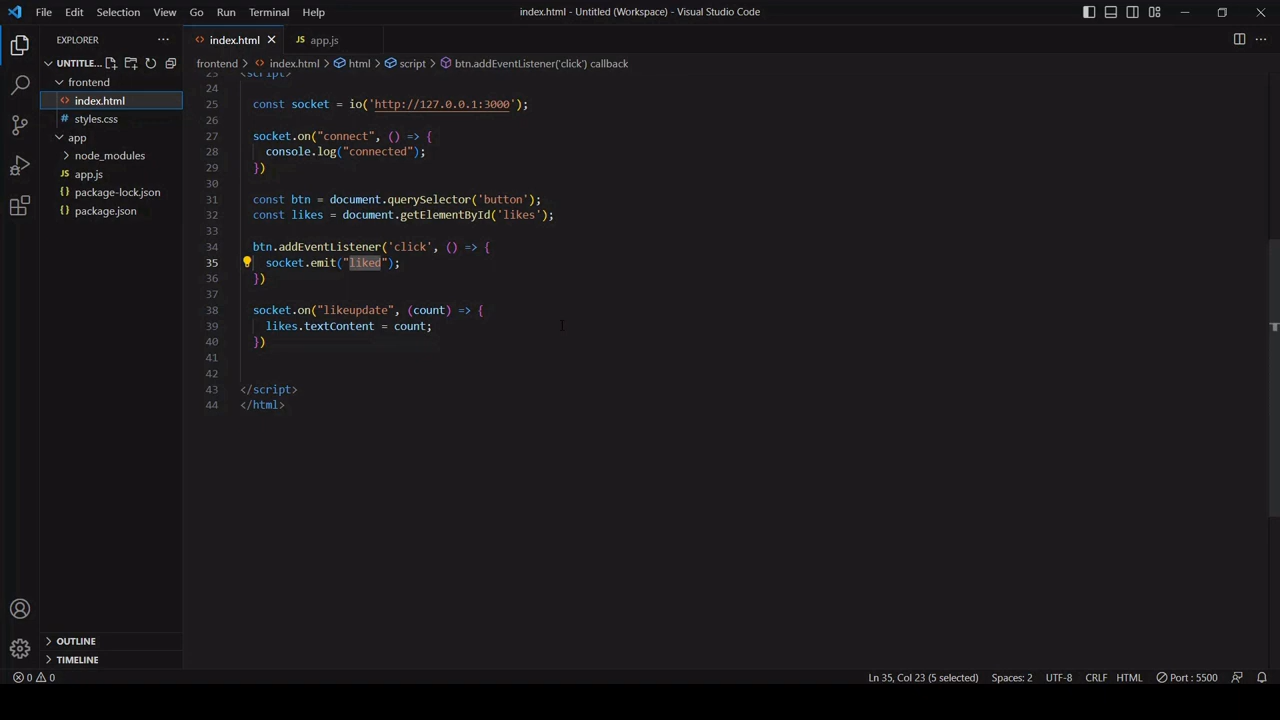 File Edit Selection View Go Run Terminal Help
index.html - Untitled (Workspace) - Visual Studio Code
EXPLORER
index.html
app.js
UNTITLE...
frontend > index.html > html > script > btn.addEventListener('click') callback
frontend
index.html
styles.css
app
node_modules
app.js
package-lock.json
package.json
23 <script>
24
25 const socket = io('http://127.0.0.1:3000');
26
27 socket.on("connect", () => {
28 console.log("connected");
29 })
30
31 const btn = document.querySelector('button');
32 const likes = document.getElementById('likes');
33
34 btn.addEventListener('click', () => {
35 socket.emit("liked");
36 })
37
38 socket.on("likeupdate", (count) => {
39 likes.textContent = count;
40 })
41
42
43 </script>
44 </html>
OUTLINE
TIMELINE
0 0
Ln 35, Col 23 (5 selected) Spaces: 2 UTF-8 CRLF HTML Port : 5500